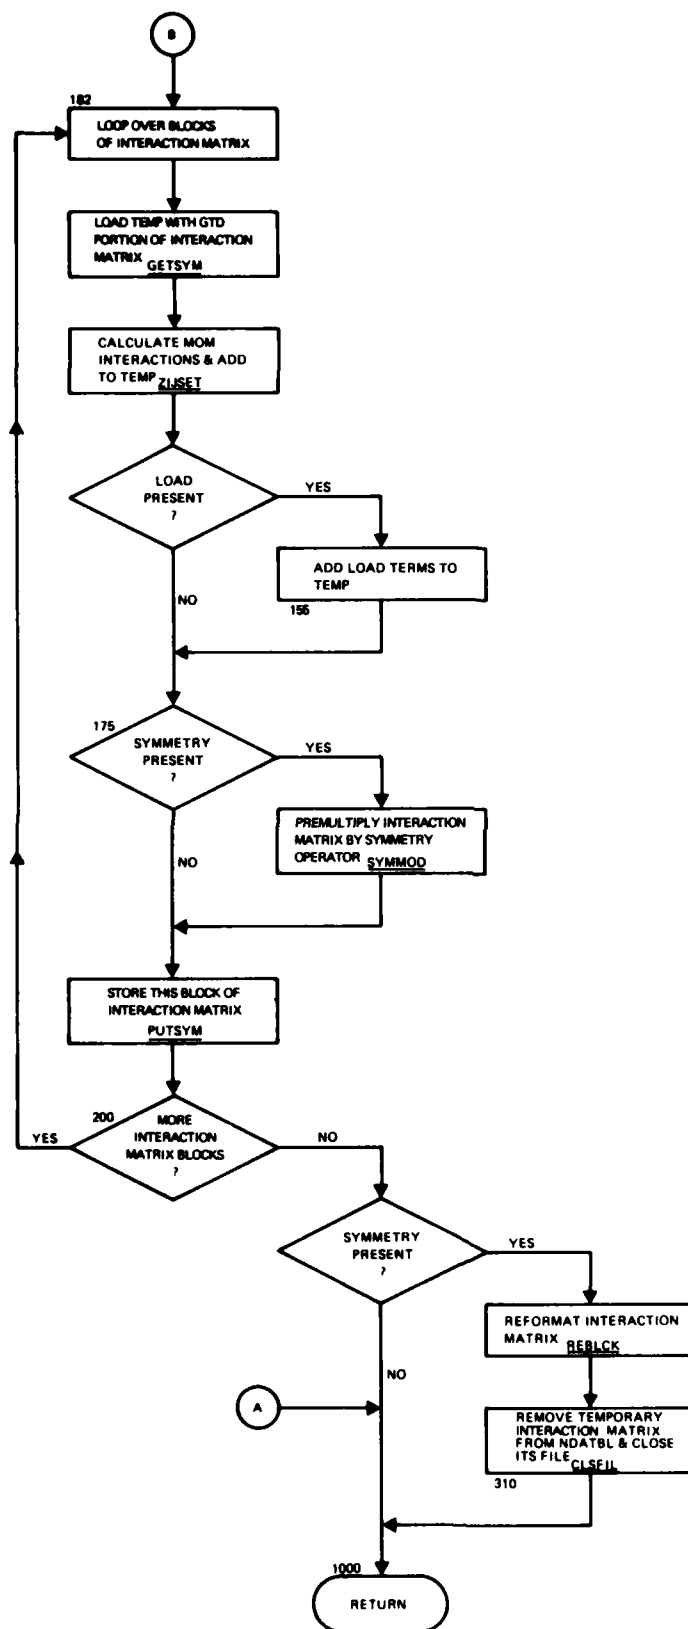 B
182
LOOP OVER BLOCKS
OF INTERACTION MATRIX
LOAD TEMP WITH GTD
PORTION OF INTERACTION
MATRIX GETSYM
CALCULATE MOM
INTERACTIONS & ADD
TO TEMP ZIJSET
LOAD
PRESENT
?
YES
ADD LOAD TERMS TO
TEMP
155
NO
175
SYMMETRY
PRESENT
?
YES
PREMULTIPLY INTERACTION
MATRIX BY SYMMETRY
OPERATOR SYMMOD
NO
STORE THIS BLOCK OF
INTERACTION MATRIX
PUTSYM
200
MORE
INTERACTION
MATRIX BLOCKS
?
YES
NO
SYMMETRY
PRESENT
?
YES
REFORMAT INTERACTION
MATRIX REBLCK
NO
A
REMOVE TEMPORARY
INTERACTION MATRIX
FROM NDATBL & CLOSE
ITS FILE CLSFIL
310
1000
RETURN